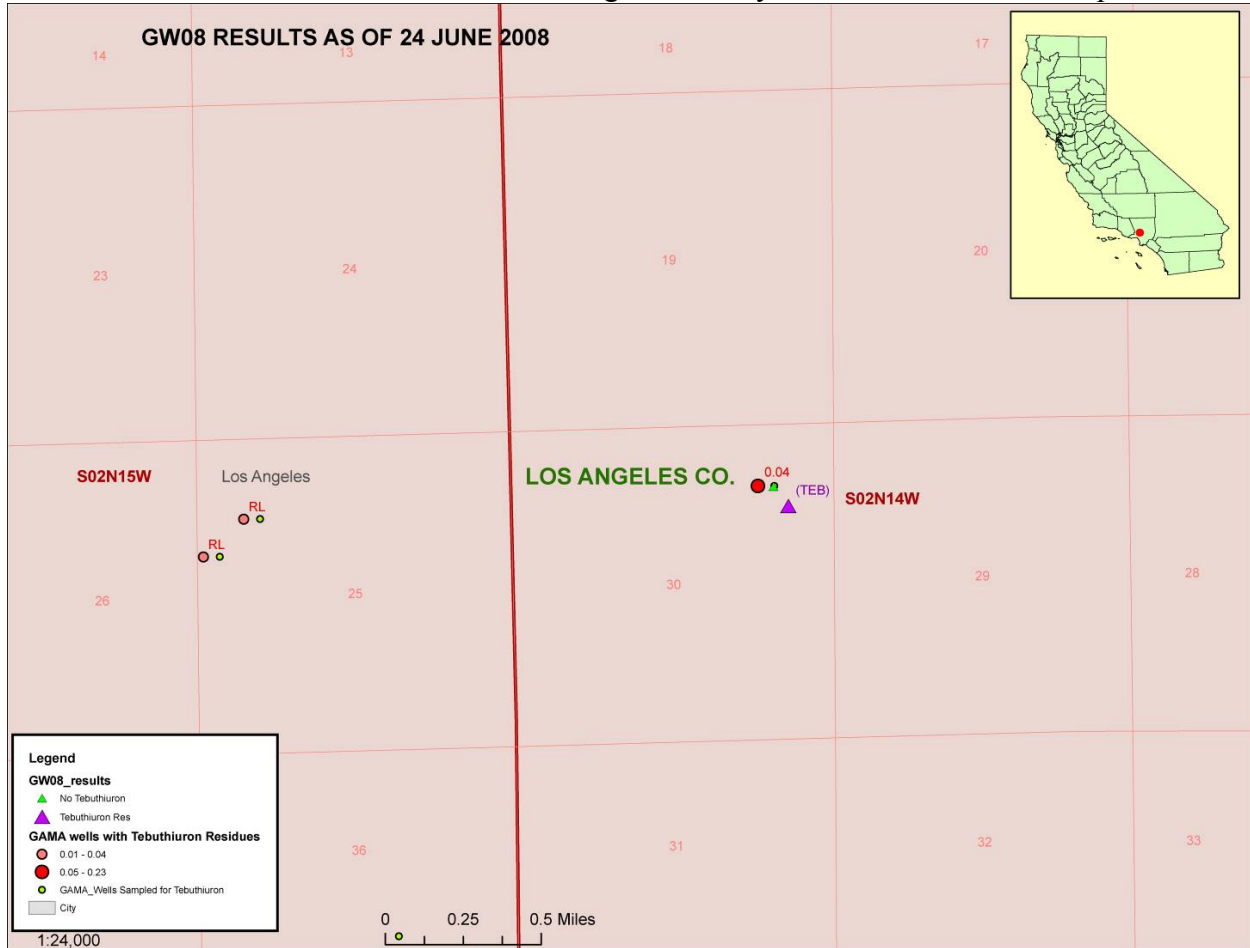 GW08 RESULTS AS OF 24 JUNE 2008
14
13
18
17
23
24
19
20
S02N15W
Los Angeles
LOS ANGELES CO.
0.04
(TEB)
S02N14W
RL
RL
26
25
30
29
28
36
31
32
33
Legend
GW08_results
No Tebuthiuron
Tebuthiuron Res
GAMA wells with Tebuthiuron Residues
0.01 - 0.04
0.05 - 0.23
GAMA_Wells Sampled for Tebuthiuron
City
1:24,000
0 0.25 0.5 Miles